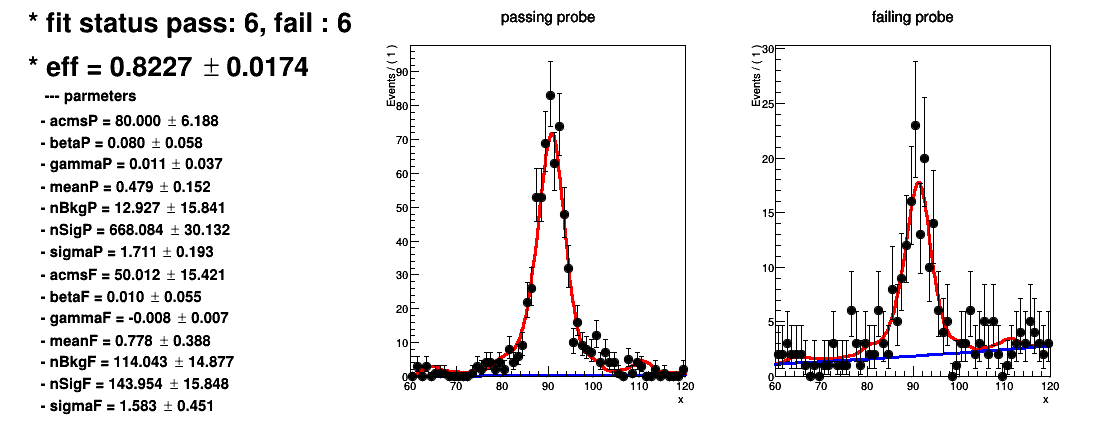 * fit status pass: 6, fail : 6
* eff = 0.8227 ± 0.0174
--- parmeters
- acmsP = 80.000 ± 6.188
- betaP = 0.080 ± 0.058
- gammaP = 0.011 ± 0.037
- meanP = 0.479 ± 0.152
- nBkgP = 12.927 ± 15.841
- nSigP = 668.084 ± 30.132
- sigmaP = 1.711 ± 0.193
- acmsF = 50.012 ± 15.421
- betaF = 0.010 ± 0.055
- gammaF = -0.008 ± 0.007
- meanF = 0.778 ± 0.388
- nBkgF = 114.043 ± 14.877
- nSigF = 143.954 ± 15.848
- sigmaF = 1.583 ± 0.451
passing probe
Events / ( 1 )
90
80
70
60
50
40
30
20
10
0
60 70 80 90 100 110 120
x
failing probe
Events / ( 1 )
30
25
20
15
10
5
0
60 70 80 90 100 110 120
x